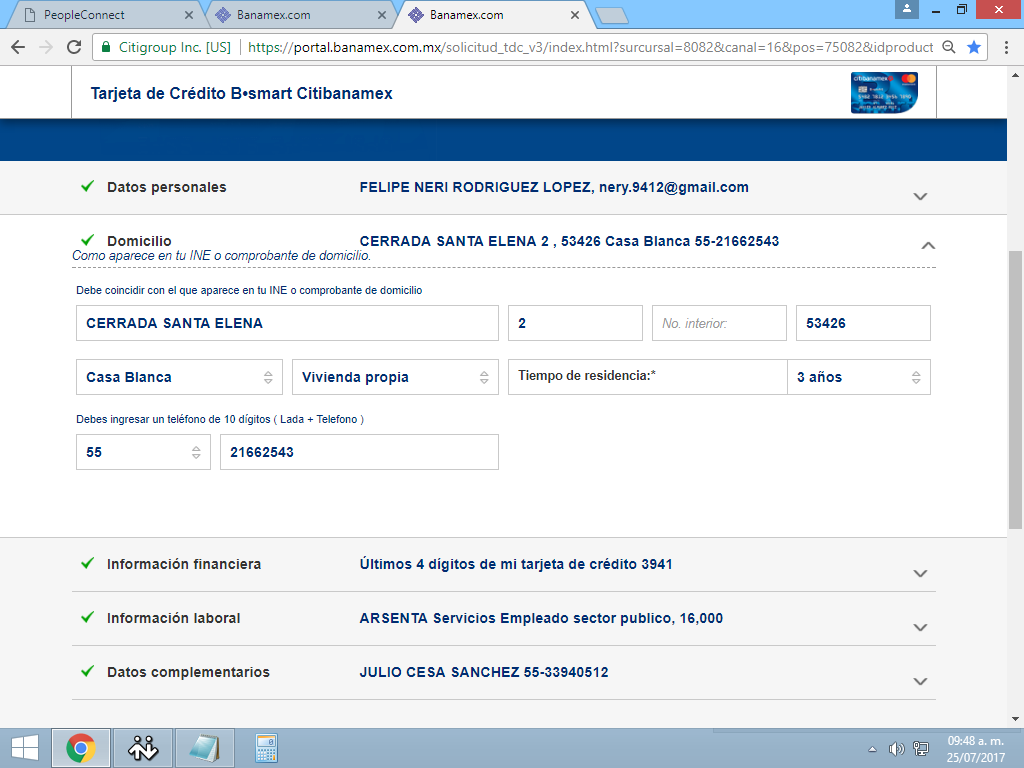 PeopleConnect
Banamex.com
Banamex.com
Citigroup Inc. [US]
https://portal.banamex.com.mx/solicitud_tdc_v3/index.html?surcursal=8082&canal=16&pos=75082&idproduct
Tarjeta de Crédito B•smart Citibanamex
citibanamex
Datos personales
FELIPE NERI RODRIGUEZ LOPEZ, nery.9412@gmail.com
Domicilio
CERRADA SANTA ELENA 2 , 53426 Casa Blanca 55-21662543
Como aparece en tu INE o comprobante de domicilio.
Debe coincidir con el que aparece en tu INE o comprobante de domicilio
CERRADA SANTA ELENA
2
No. interior:
53426
Casa Blanca
Vivienda propia
Tiempo de residencia:*
3 años
Debes ingresar un teléfono de 10 dígitos ( Lada + Telefono )
55
21662543
Información financiera
Últimos 4 dígitos de mi tarjeta de crédito 3941
Información laboral
ARSENTA Servicios Empleado sector publico, 16,000
Datos complementarios
JULIO CESA SANCHEZ 55-33940512
09:48 a. m.
25/07/2017